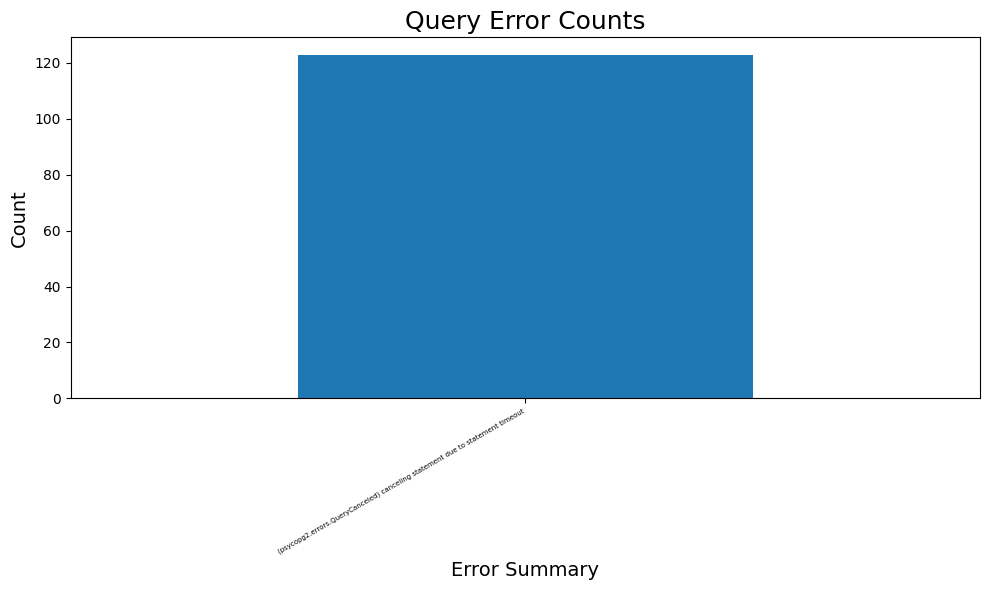 Query Error Counts
Count
120
100
80
60
40
20
0
(psycopg2.errors.QueryCanceled) canceling statement due to statement timeout
Error Summary